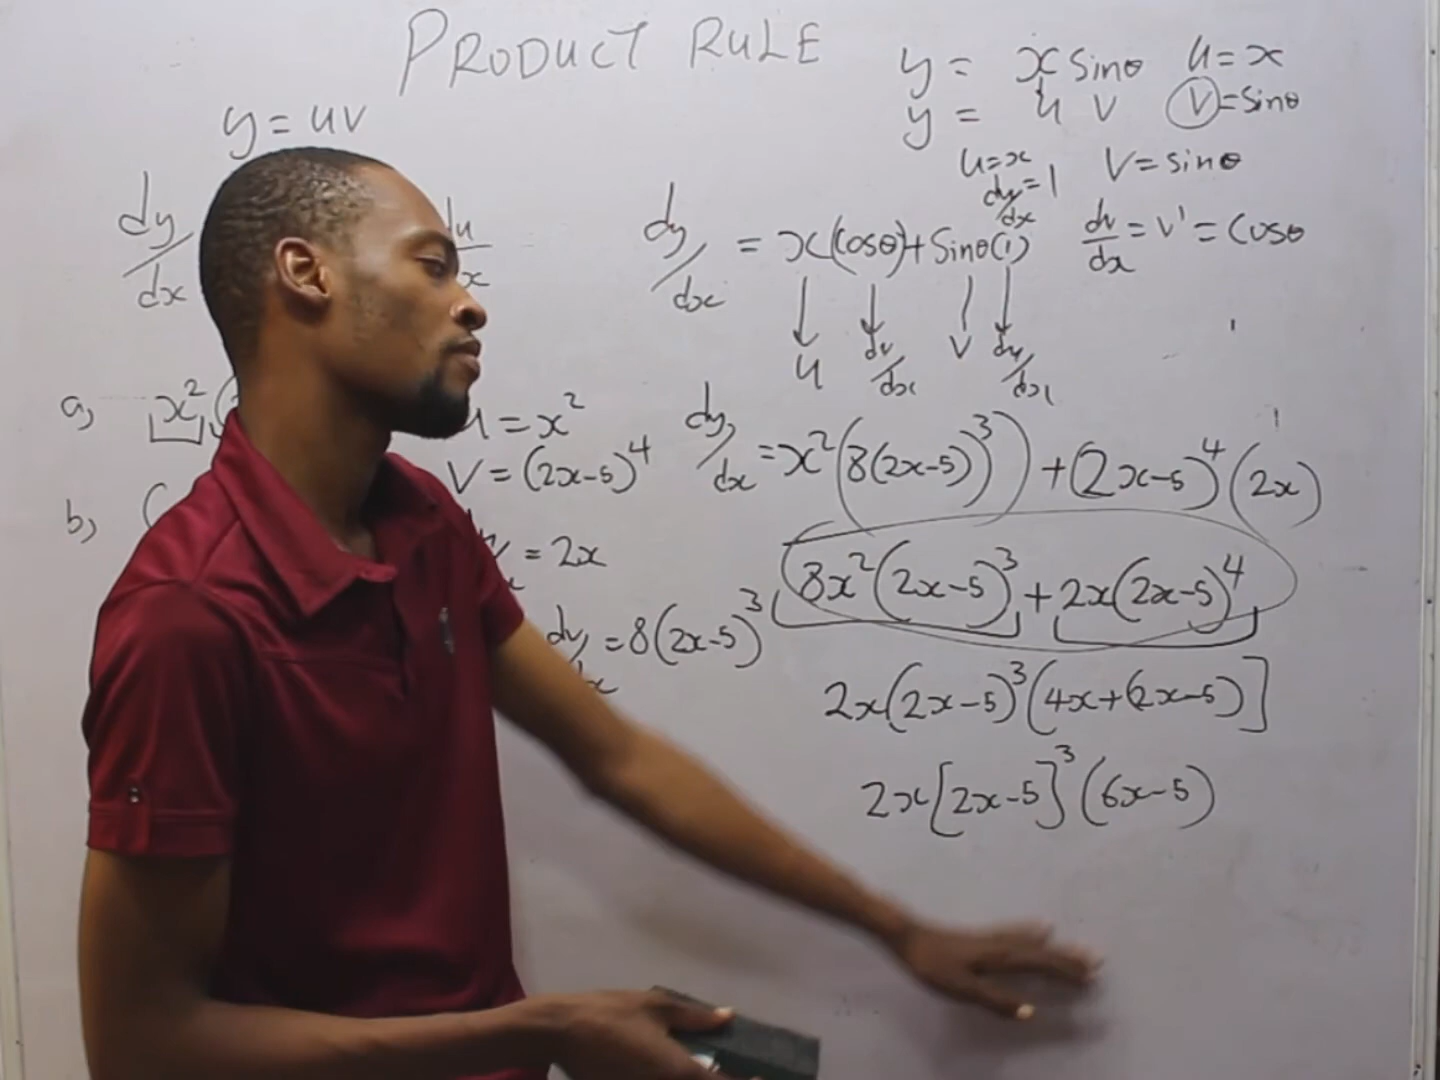 PRODUCT RULE
y = uv
dy/dx
du
x
y = x Sinθ u = x
y = u v v = Sinθ
u = x v = sinθ
dy/dx = 1
dv/dx = v' = Cosθ
dy/dx = x(cosθ) + Sinθ(1)
u dv/dx v du/dx
a, x²
b, (
u = x²
v = (2x-5)⁴
= 2x
dv/dx = 8(2x-5)³
dy/dx = x²(8(2x-5)³) + (2x-5)⁴(2x)
8x²(2x-5)³ + 2x(2x-5)⁴
2x(2x-5)³(4x+(2x-5)]
2x[2x-5]³(6x-5)